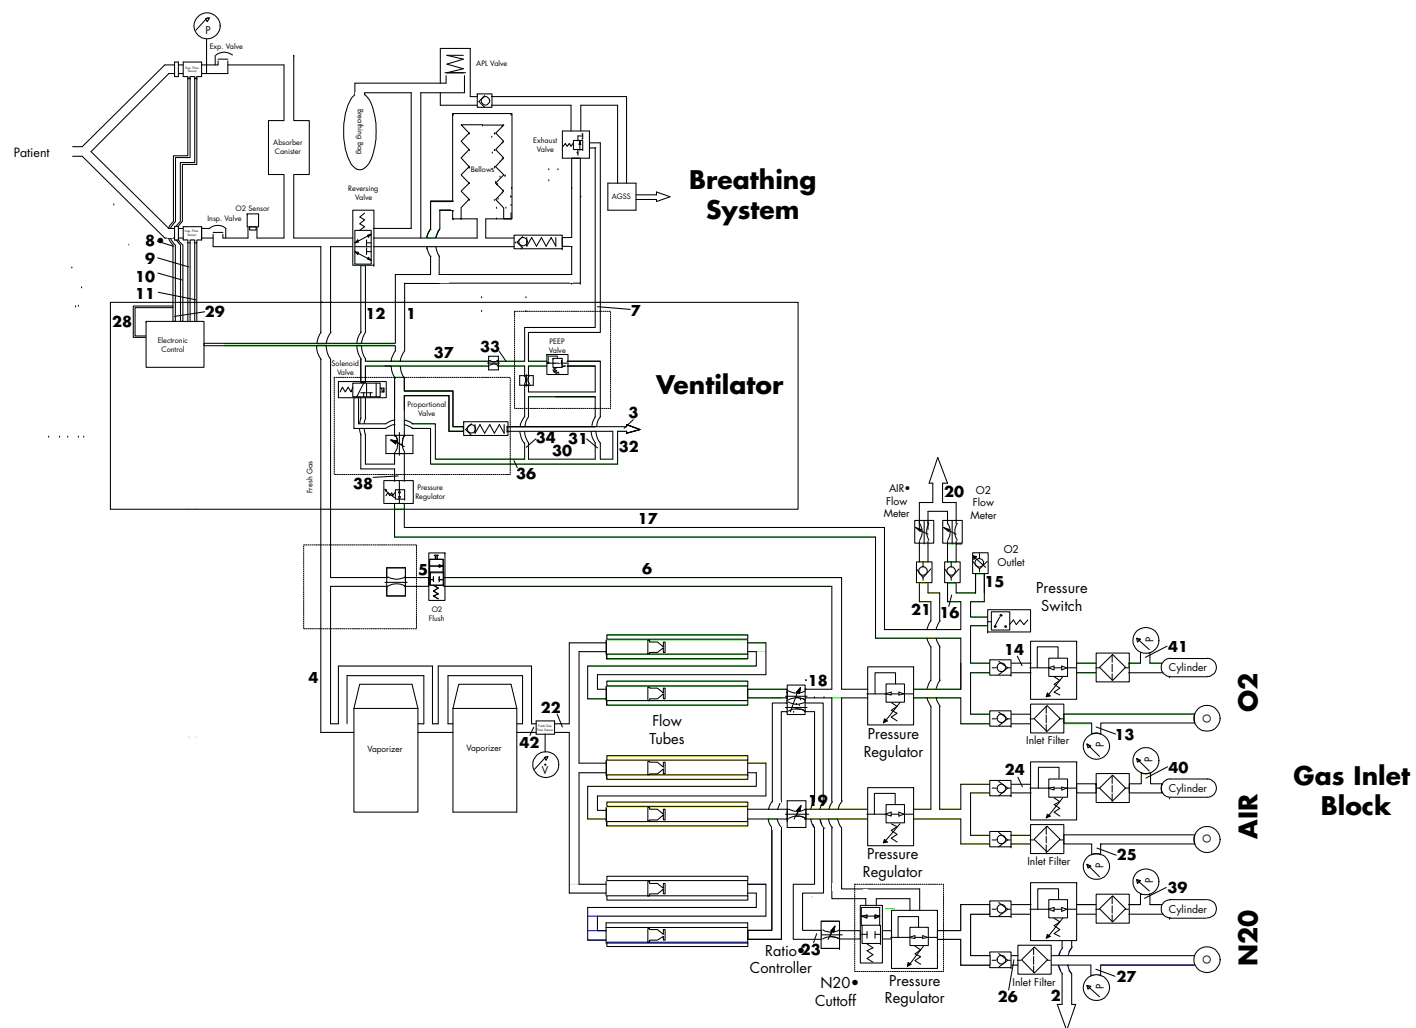 P
Exp. Valve
Exp. Flow
Sensor
APL Valve
Breathing Bag
Absorber
Canister
Bellows
Exhaust
Valve
Patient
Reversing
Valve
AGSS
Breathing
System
Insp. Valve
O2 Sensor
8
9
10
11
28
29
12
1
7
Electronic
Control
37
33
PEEP
Valve
Solenoid
Valve
Ventilator
Proportional
Valve
3
34
31
30
32
36
38
Pressure
Regulator
Fresh Gas
17
AIR•
Flow
Meter
20
O2
Flow
Meter
O2
Outlet
15
5
6
O2
Flush
21
16
Pressure
Switch
4
14
41
P
Cylinder
O2
18
22
42
Flow
Tubes
Vaporizer
Vaporizer
V
Pressure
Regulator
Inlet Filter
13
P
19
24
40
P
Cylinder
Gas Inlet
Block
AIR
Pressure
Regulator
Inlet Filter
25
P
39
P
Cylinder
N20
Ratio•
Controller
23
N20•
Cuttoff
Pressure
Regulator
Inlet Filter
26
2
27
P